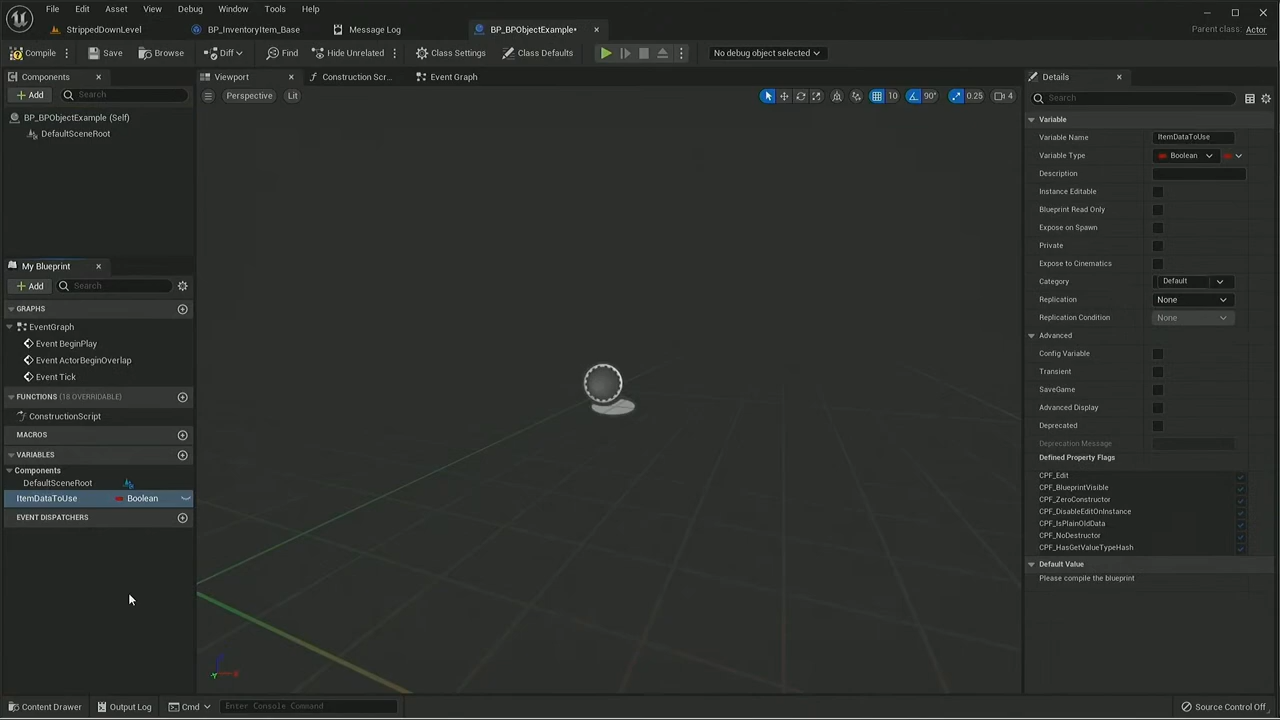 File Edit Asset View Debug Window Tools Help
StrippedDownLevel BP_InventoryItem_Base Message Log BP_BPObjectExample* Parent class: Actor
Compile Save Browse Diff Find Hide Unrelated Class Settings Class Defaults No debug object selected
Components Viewport Construction Scr... Event Graph Details
Add Search Perspective Lit 10 90° 0.25 4 Search
BP_BPObjectExample (Self)
DefaultSceneRoot
Variable
Variable Name ItemDataToUse
Variable Type Boolean
Description
Instance Editable
Blueprint Read Only
Expose on Spawn
Private
Expose to Cinematics
Category Default
Replication None
Replication Condition None
Advanced
Config Variable
Transient
SaveGame
Advanced Display
Deprecated
Deprecation Message
Defined Property Flags
CPF_Edit
CPF_BlueprintVisible
CPF_ZeroConstructor
CPF_DisableEditOnInstance
CPF_IsPlainOldData
CPF_NoDestructor
CPF_HasGetValueTypeHash
Default Value
Please compile the blueprint
My Blueprint
Add Search
GRAPHS
EventGraph
Event BeginPlay
Event ActorBeginOverlap
Event Tick
FUNCTIONS (18 OVERRIDABLE)
ConstructionScript
MACROS
VARIABLES
Components
DefaultSceneRoot
ItemDataToUse Boolean
EVENT DISPATCHERS
Content Drawer Output Log Cmd Enter Console Command Source Control Off